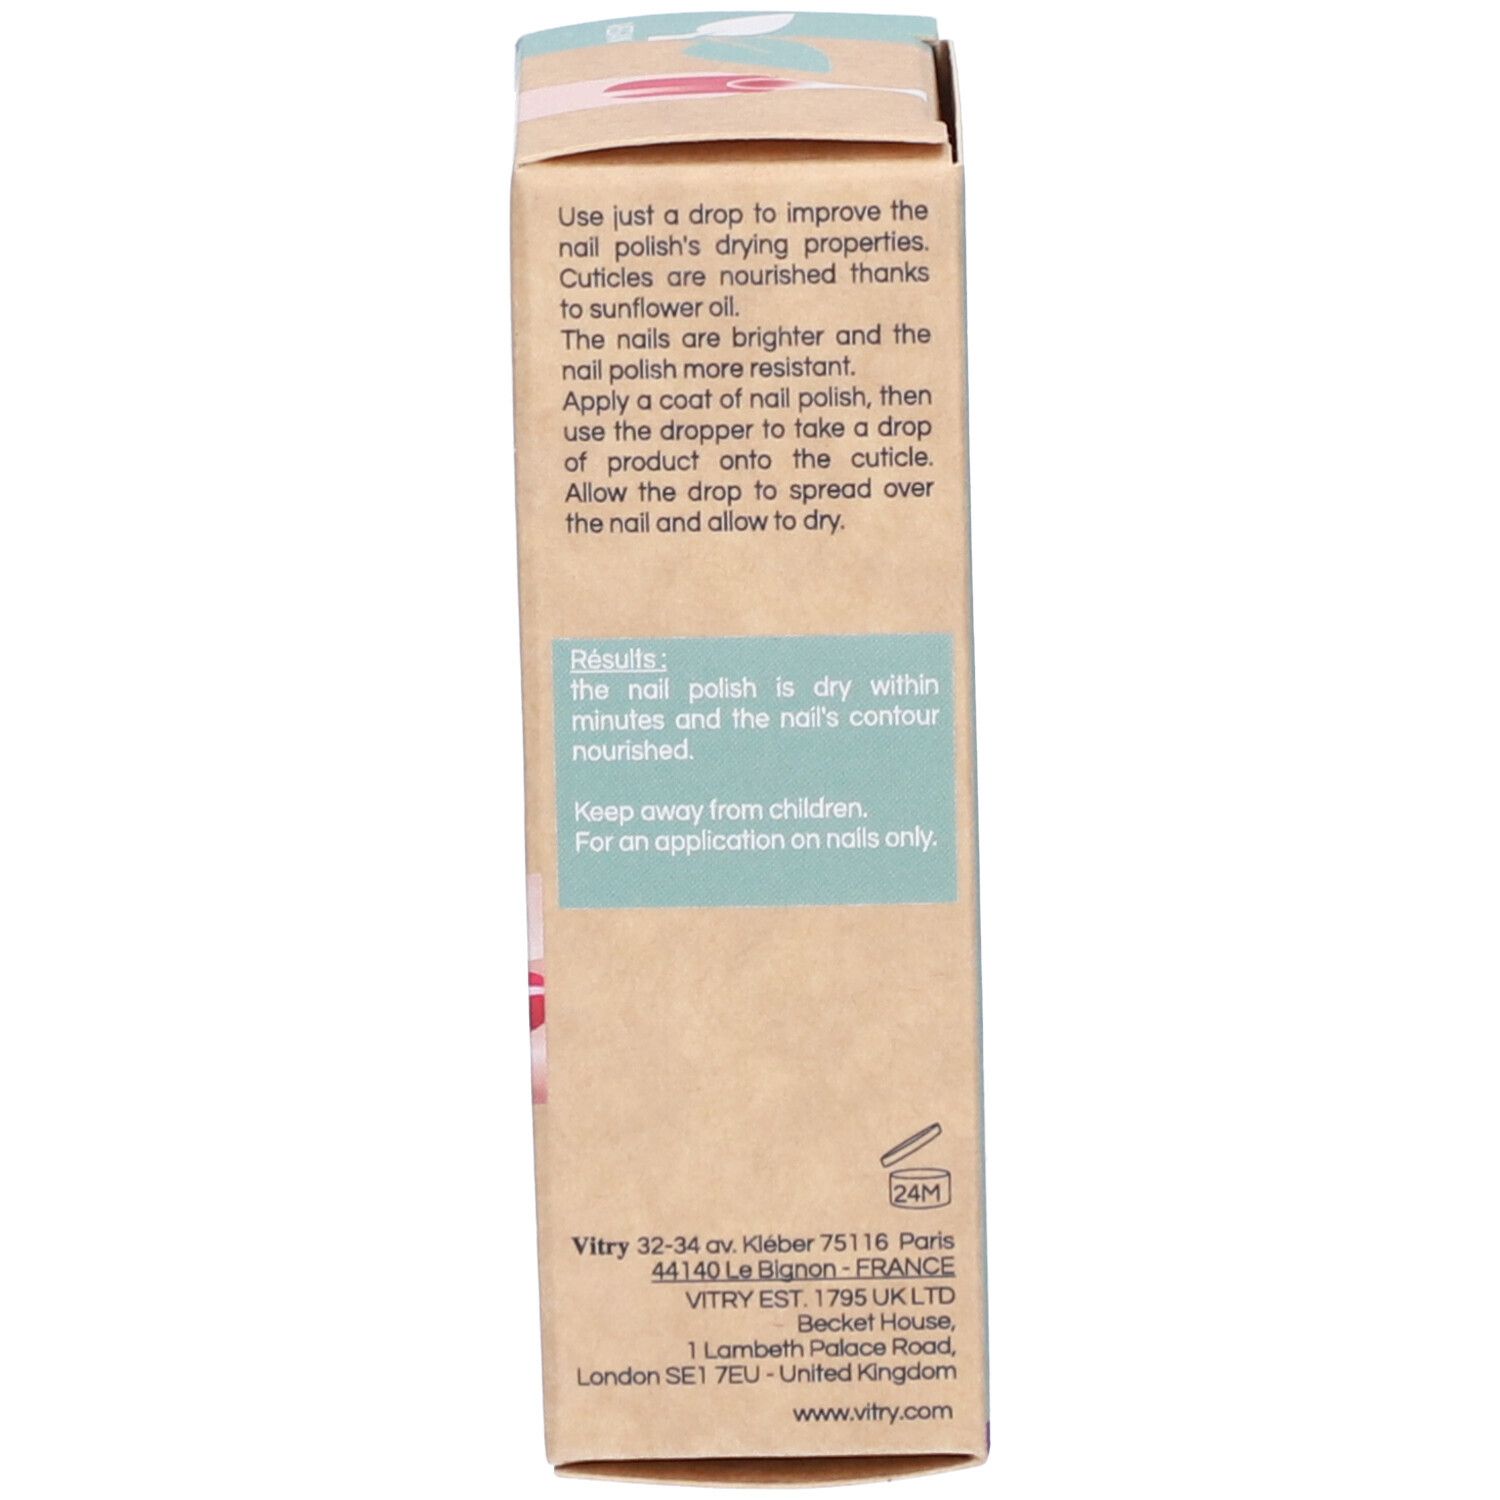 Use just a drop to improve the
nail polish's drying properties.
Cuticles are nourished thanks
to sunflower oil.
The nails are brighter and the
nail polish more resistant.
Apply a coat of nail polish, then
use the dropper to take a drop
of product onto the cuticle.
Allow the drop to spread over
the nail and allow to dry.
Résults :
the nail polish is dry within
minutes and the nail's contour
nourished.
Keep away from children.
For an application on nails only.
24M
Vitry 32-34 av. Kléber 75116 Paris
44140 Le Bignon - FRANCE
VITRY EST. 1795 UK LTD
Becket House,
1 Lambeth Palace Road,
London SE1 7EU - United Kingdom
www.vitry.com